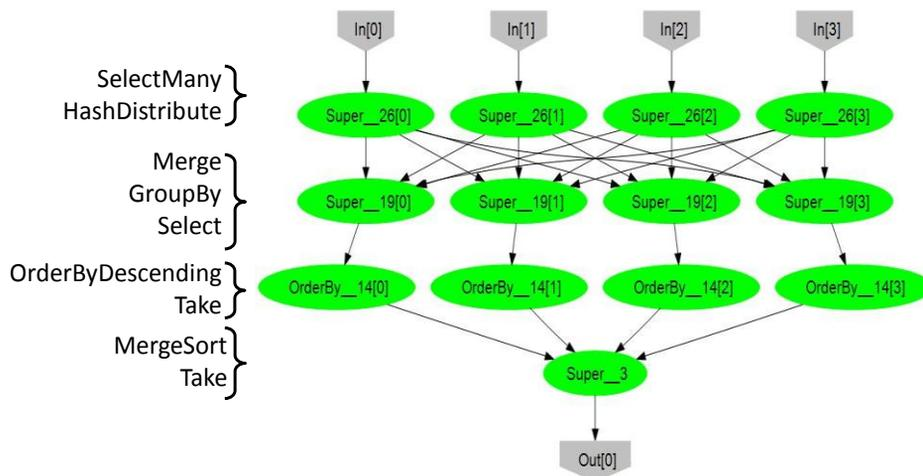 In[0] In[1] In[2] In[3]
SelectMany
HashDistribute
Super__26[0] Super__26[1] Super__26[2] Super__26[3]
Merge
GroupBy
Select
Super__19[0] Super__19[1] Super__19[2] Super__19[3]
OrderByDescending
Take
OrderBy__14[0] OrderBy__14[1] OrderBy__14[2] OrderBy__14[3]
MergeSort
Take
Super__3
Out[0]